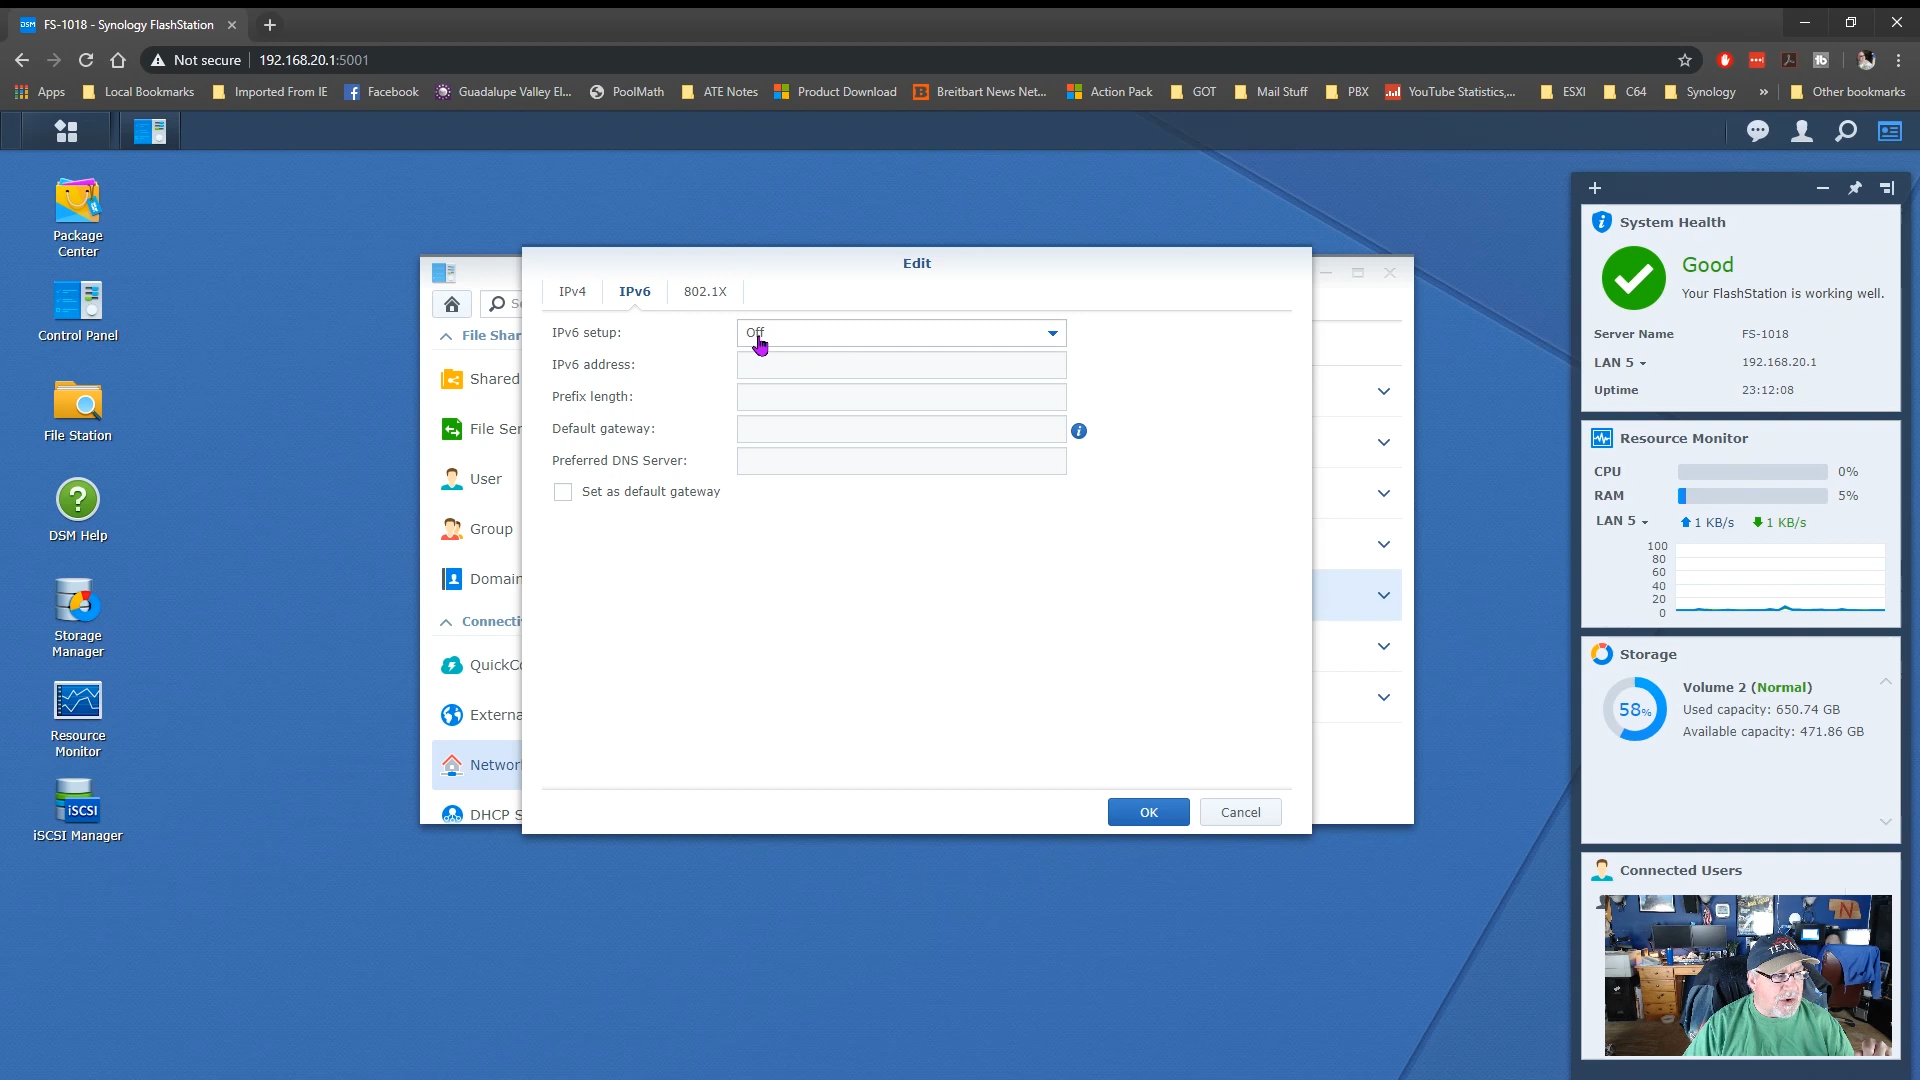 FS-1018 - Synology FlashStation
Not secure
192.168.20.1:5001
Apps
Local Bookmarks
Imported From IE
Facebook
Guadalupe Valley El...
PoolMath
ATE Notes
Product Download
Breitbart News Net...
Action Pack
GOT
Mail Stuff
PBX
YouTube Statistics,...
ESXI
C64
Synology
»
Other bookmarks
Package
Center
Control Panel
File Station
DSM Help
Storage
Manager
Resource
Monitor
iSCSI
iSCSI Manager
File Shar
Shared
File Ser
User
Group
Domain
Connecti
QuickCo
Externa
Networ
DHCP S
Edit
IPv4
IPv6
802.1X
IPv6 setup:
Off
IPv6 address:
Prefix length:
Default gateway:
Preferred DNS Server:
Set as default gateway
OK
Cancel
System Health
Good
Your FlashStation is working well.
Server Name
FS-1018
LAN 5
192.168.20.1
Uptime
23:12:08
Resource Monitor
CPU
0%
RAM
5%
LAN 5
1 KB/s
1 KB/s
100
80
60
40
20
0
Storage
58%
Volume 2 (Normal)
Used capacity: 650.74 GB
Available capacity: 471.86 GB
Connected Users
N
TEXA